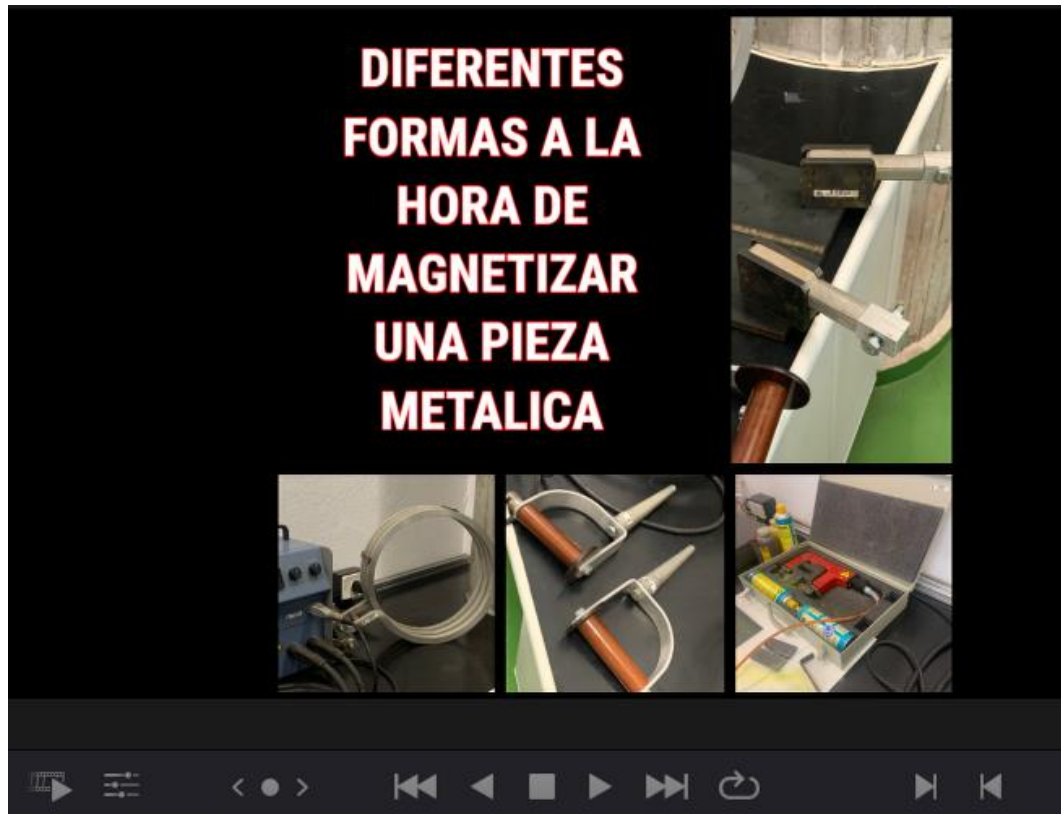 DIFERENTES
FORMAS A LA
HORA DE
MAGNETIZAR
UNA PIEZA
METALICA